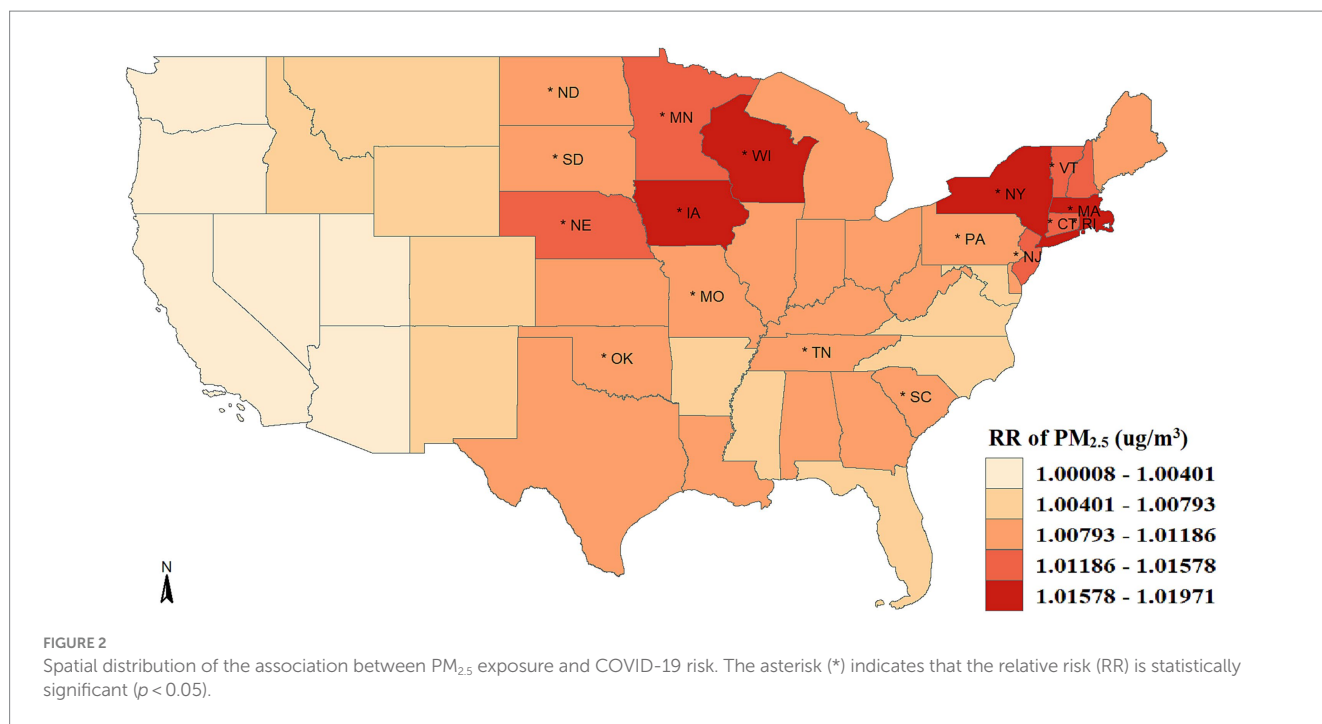 * ND
* MN
* SD
* WI
* VT
* NY
* MA
* NE
* IA
* CT
* RI
* PA
* NJ
* MO
* OK
* TN
* SC
RR of PM2.5 (ug/m³)
1.00008 - 1.00401
1.00401 - 1.00793
1.00793 - 1.01186
1.01186 - 1.01578
1.01578 - 1.01971
N
FIGURE 2
Spatial distribution of the association between PM2.5 exposure and COVID-19 risk. The asterisk (*) indicates that the relative risk (RR) is statistically
significant (p < 0.05).